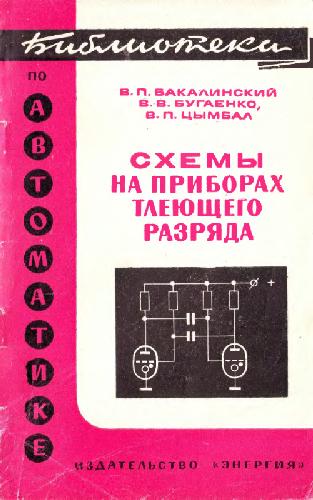 Библиотека
ПО
АВТОМАТИКЕ
В. П. ВАКАЛИНСКИЙ
В. В. БУГАЕНКО,
В. П. ЦЫМБАЛ
СХЕМЫ
НА ПРИБОРАХ
ТЛЕЮЩЕГО
РАЗРЯДА
+
ИЗДАТЕЛЬСТВО «ЭНЕРГИЯ»